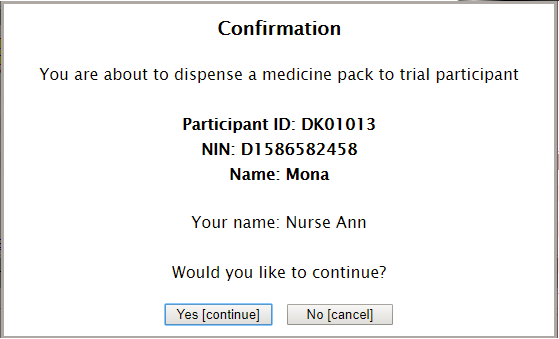 Confirmation
You are about to dispense a medicine pack to trial participant
Participant ID: DK01013
NIN: D1586582458
Name: Mona
Your name: Nurse Ann
Would you like to continue?
Yes [continue] No [cancel]